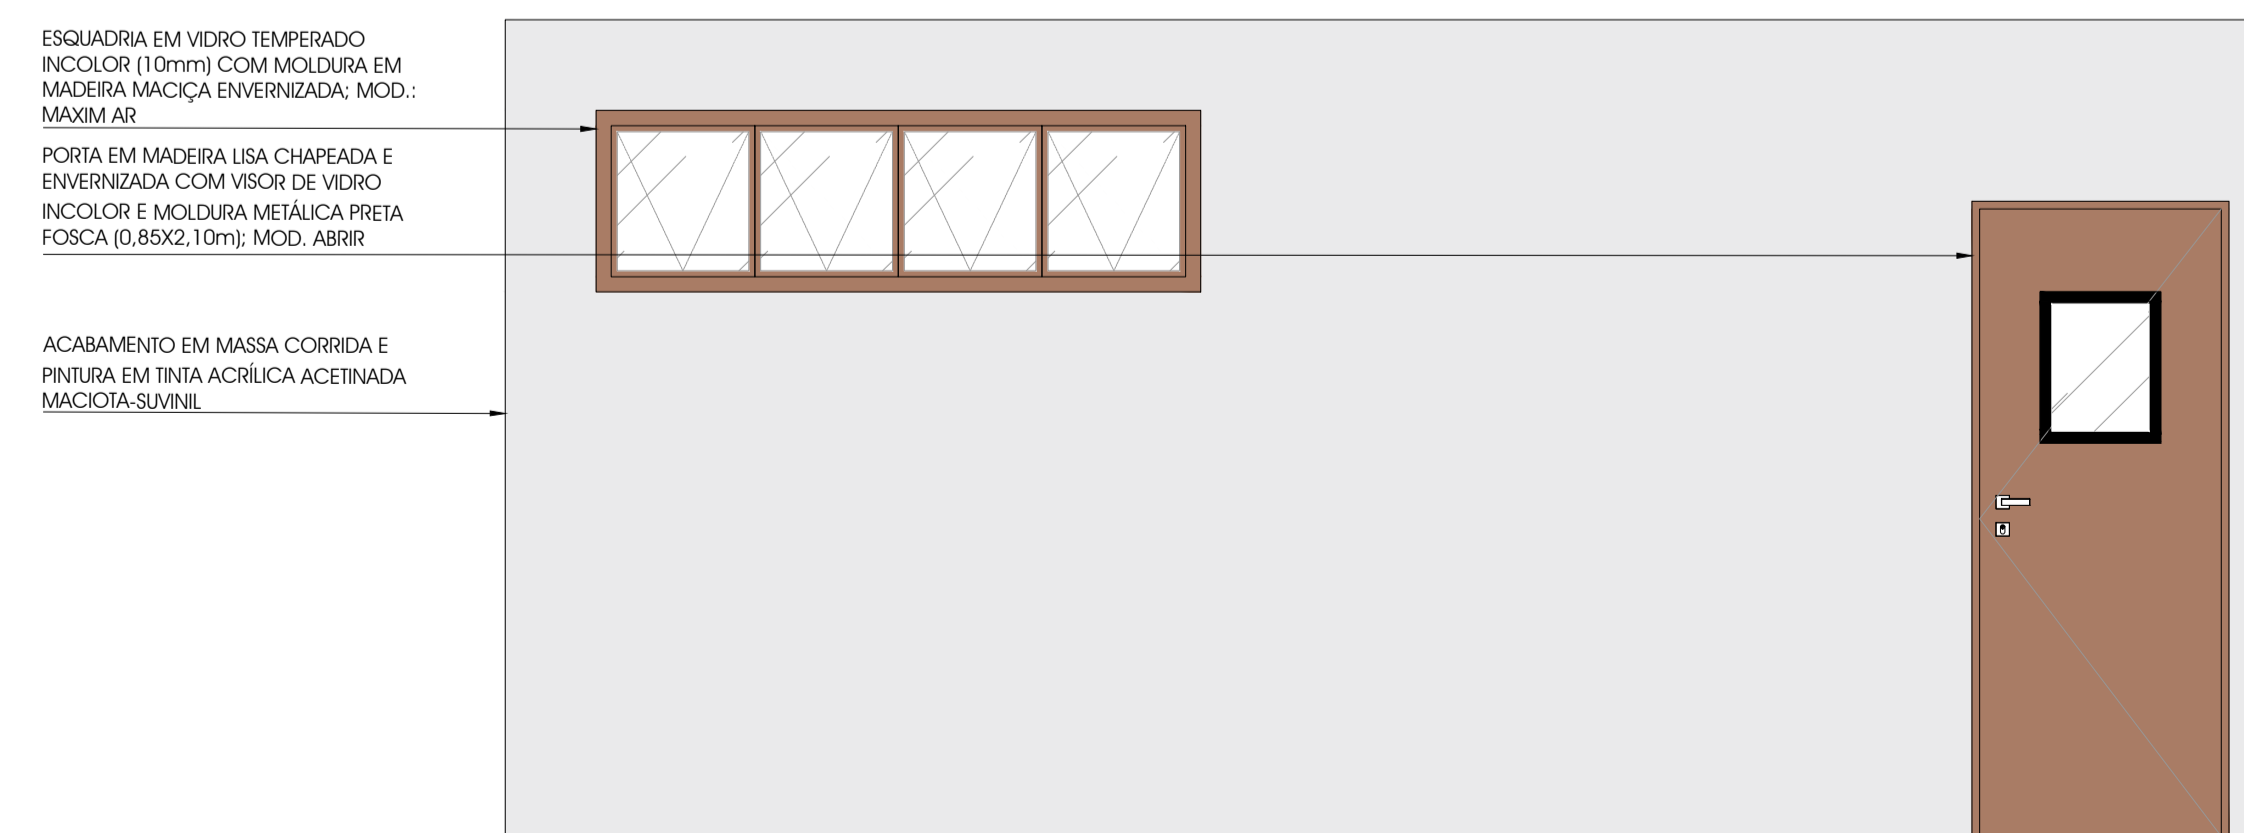 ESQUADRIA EM VIDRO TEMPERADO
INCOLOR (10mm) COM MOLDURA EM
MADEIRA MACIÇA ENVERNIZADA; MOD.:
MAXIM AR
PORTA EM MADEIRA LISA CHAPEADA E
ENVERNIZADA COM VISOR DE VIDRO
INCOLOR E MOLDURA METÁLICA PRETA
FOSCA (0,85X2,10m); MOD. ABRIR
ACABAMENTO EM MASSA CORRIDA E
PINTURA EM TINTA ACRÍLICA ACETINADA
MACIOTA-SUVINIL